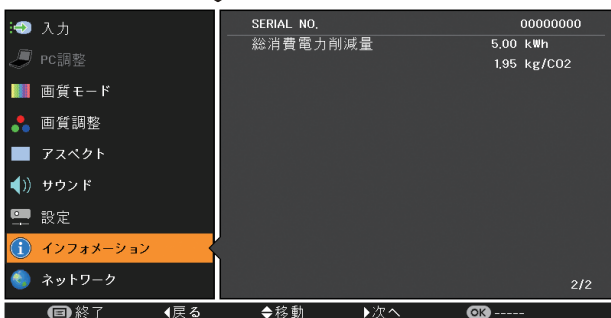 入力
PC調整
画質モード
画質調整
アスペクト
サウンド
設定
インフォメーション
ネットワーク
SERIAL NO. 00000000
総消費電力削減量 5.00 kWh
1.95 kg/CO2
2/2
終了 戻る 移動 次へ OK -----